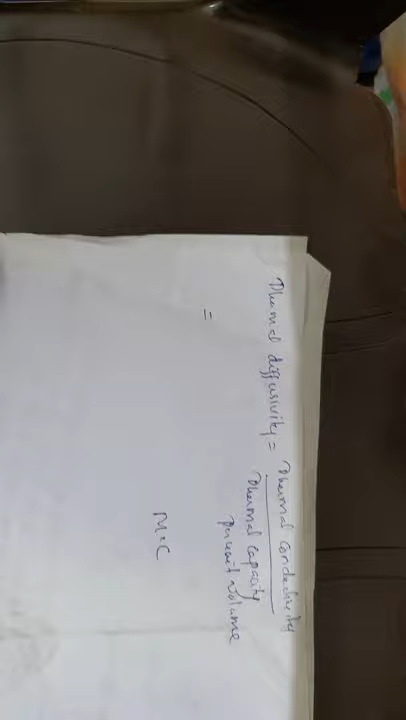 Thermal diffusivity = Thermal conductivity
Thermal capacity
Per unit volume
=
M·C